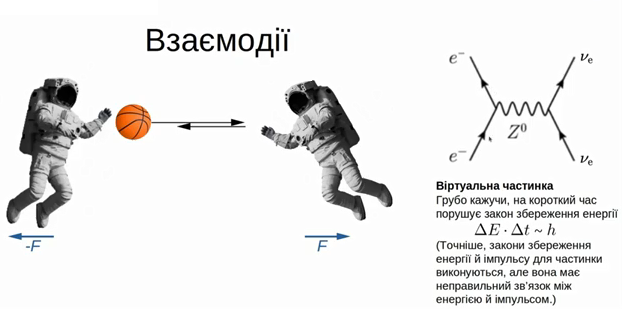 Взаємодії
e⁻ νₑ
Z⁰
e⁻ νₑ
-F F
Віртуальна частинка
Грубо кажучи, на короткий час
порушує закон збереження енергії
ΔE · Δt ~ h
(Точніше, закони збереження
енергії й імпульсу для частинки
виконуються, але вона має
неправильний зв'язок між
енергією й імпульсом.)